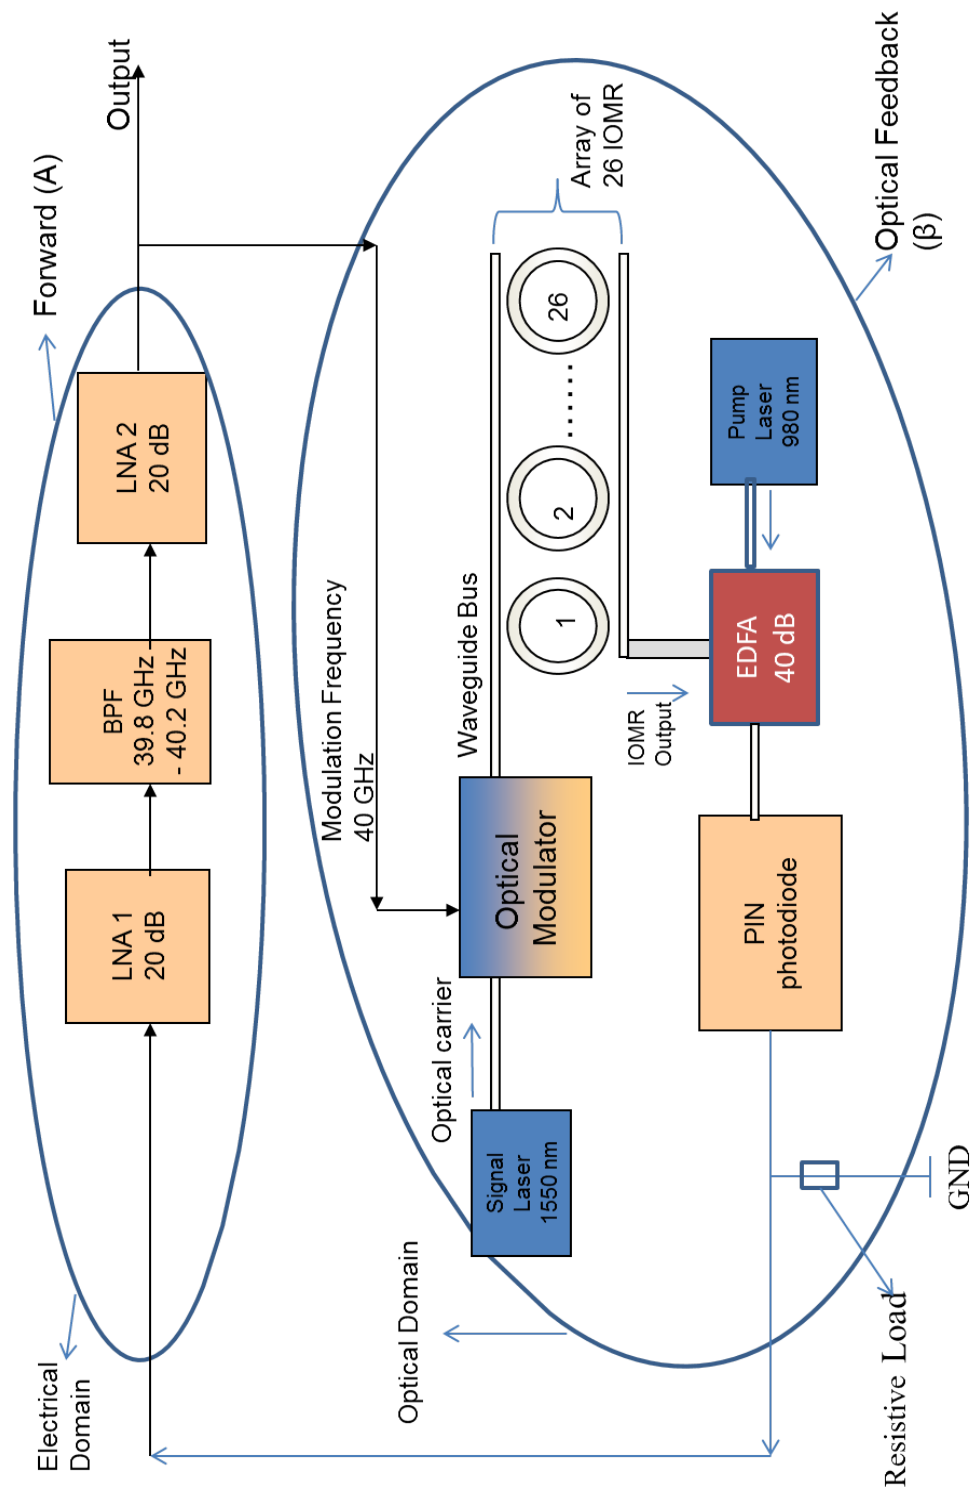 Electrical
Domain
Forward (A)
Output
LNA 1
20 dB
BPF
39.8 GHz
- 40.2 GHz
LNA 2
20 dB
Modulation Frequency
40 GHz
Optical Domain
Optical carrier
Signal
Laser
1550 nm
Optical
Modulator
Waveguide Bus
1
2
......
26
Array of
26 IOMR
IOMR
Output
PIN
photodiode
EDFA
40 dB
Pump
Laser
980 nm
Optical Feedback
(β)
Resistive Load
GND